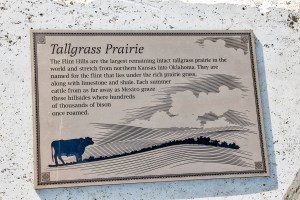 Tallgrass Prairie
The Flint Hills are the largest remaining intact tallgrass prairie in the
world and stretch from northern Kansas into Oklahoma. They are
named for the flint that lies under the rich prairie grass,
along with limestone and shale. Each summer
cattle from as far away as Mexico graze
these hillsides where hundreds
of thousands of bison
once roamed.